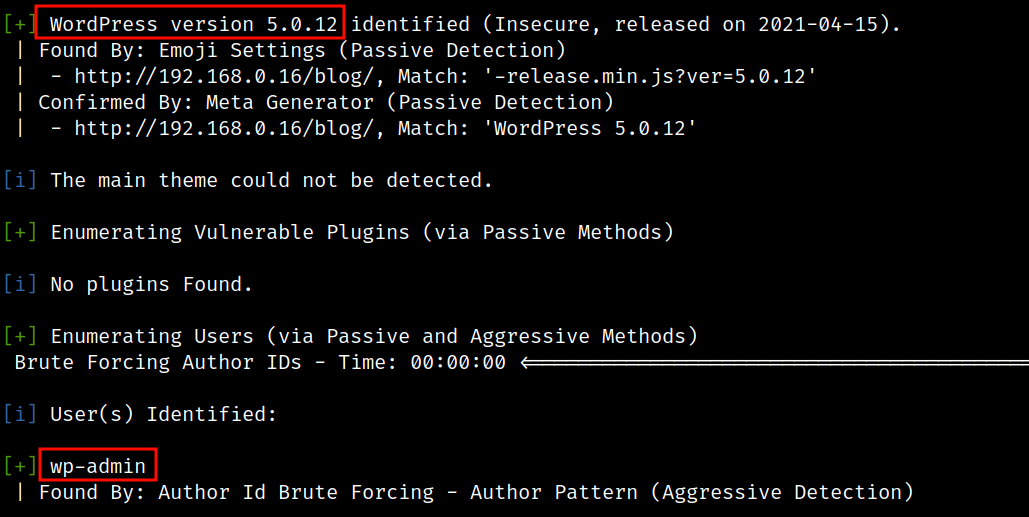 [+] WordPress version 5.0.12 identified (Insecure, released on 2021-04-15).
| Found By: Emoji Settings (Passive Detection)
|  - http://192.168.0.16/blog/, Match: '-release.min.js?ver=5.0.12'
| Confirmed By: Meta Generator (Passive Detection)
|  - http://192.168.0.16/blog/, Match: 'WordPress 5.0.12'
[i] The main theme could not be detected.
[+] Enumerating Vulnerable Plugins (via Passive Methods)
[i] No plugins Found.
[+] Enumerating Users (via Passive and Aggressive Methods)
Brute Forcing Author IDs - Time: 00:00:00 <==========================================
[i] User(s) Identified:
[+] wp-admin
| Found By: Author Id Brute Forcing - Author Pattern (Aggressive Detection)